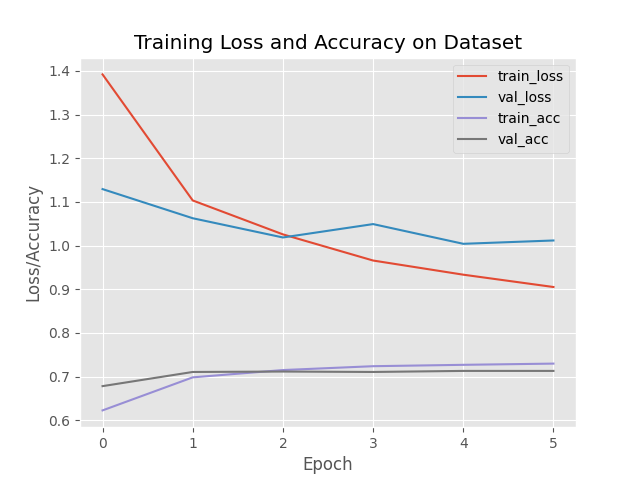 Training Loss and Accuracy on Dataset
train_loss
val_loss
train_acc
val_acc
Loss/Accuracy
1.4
1.3
1.2
1.1
1.0
0.9
0.8
0.7
0.6
0 1 2 3 4 5
Epoch